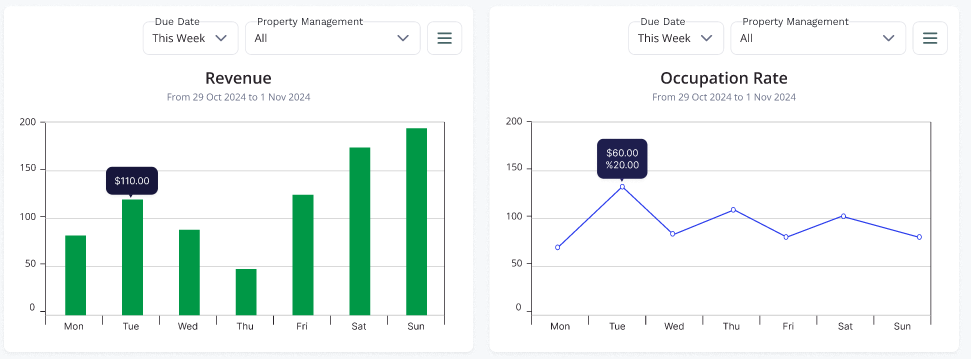 Due Date
Property Management
This Week
All
Revenue
From 29 Oct 2024 to 1 Nov 2024
200
150
100
50
0
$110.00
Mon
Tue
Wed
Thu
Fri
Sat
Sun
Due Date
Property Management
This Week
All
Occupation Rate
From 29 Oct 2024 to 1 Nov 2024
200
150
100
50
0
$60.00
%20.00
Mon
Tue
Wed
Thu
Fri
Sat
Sun